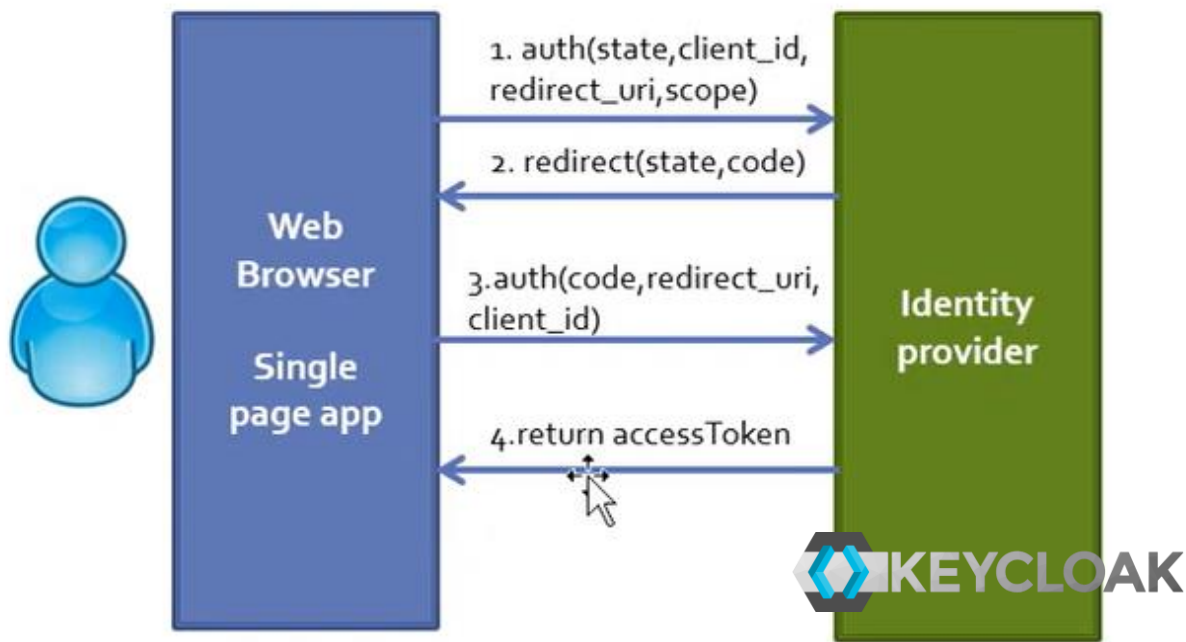 1. auth(state,client_id,
redirect_uri,scope)
2. redirect(state,code)
Web
Browser
Single
page app
3.auth(code,redirect_uri,
client_id)
4.return accessToken
Identity
provider
KEYCLOAK